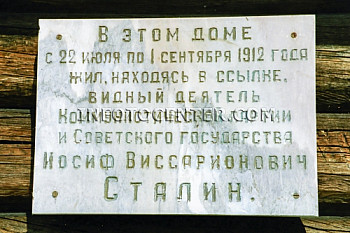 В ЭТОМ ДОМЕ
С 22 ИЮЛЯ ПО 1 СЕНТЯБРЯ 1912 ГОДА
ЖИЛ, НАХОДЯСЬ В ССЫЛКЕ,
ВИДНЫЙ ДЕЯТЕЛЬ
И СОВЕТСКОГО ГОСУДАРСТВА
ИОСИФ ВИССАРИОНОВИЧ
СТАЛИН.